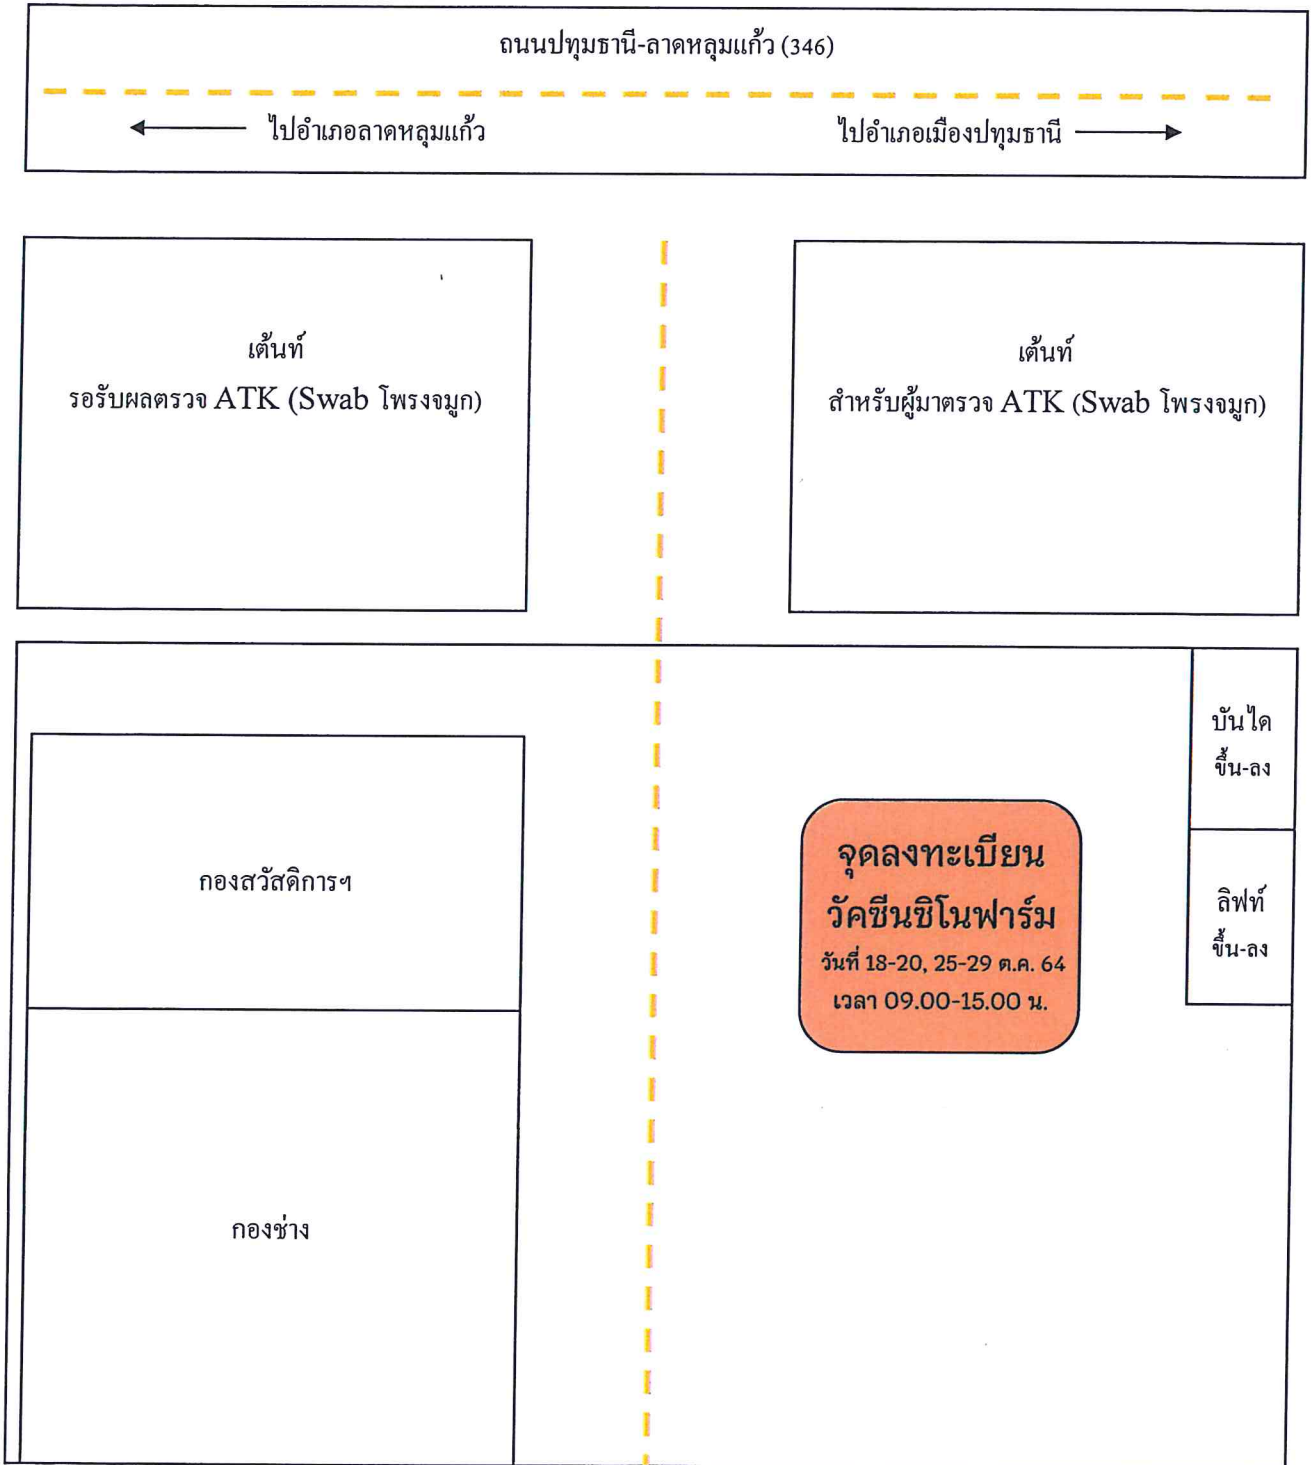 ถนนปทุมธานี-ลาดหลุมแก้ว (346)
ไปอำเภอลาดหลุมแก้ว
ไปอำเภอเมืองปทุมธานี
เต้นท์
รอรับผลตรวจ ATK (Swab โพรงจมูก)
เต้นท์
สำหรับผู้มาตรวจ ATK (Swab โพรงจมูก)
บันได
ขึ้น-ลง
กองสวัสดิการฯ
จุดลงทะเบียน
วัคซีนซิโนฟาร์ม
วันที่ 18-20, 25-29 ต.ค. 64
เวลา 09.00-15.00 น.
ลิฟท์
ขึ้น-ลง
กองช่าง